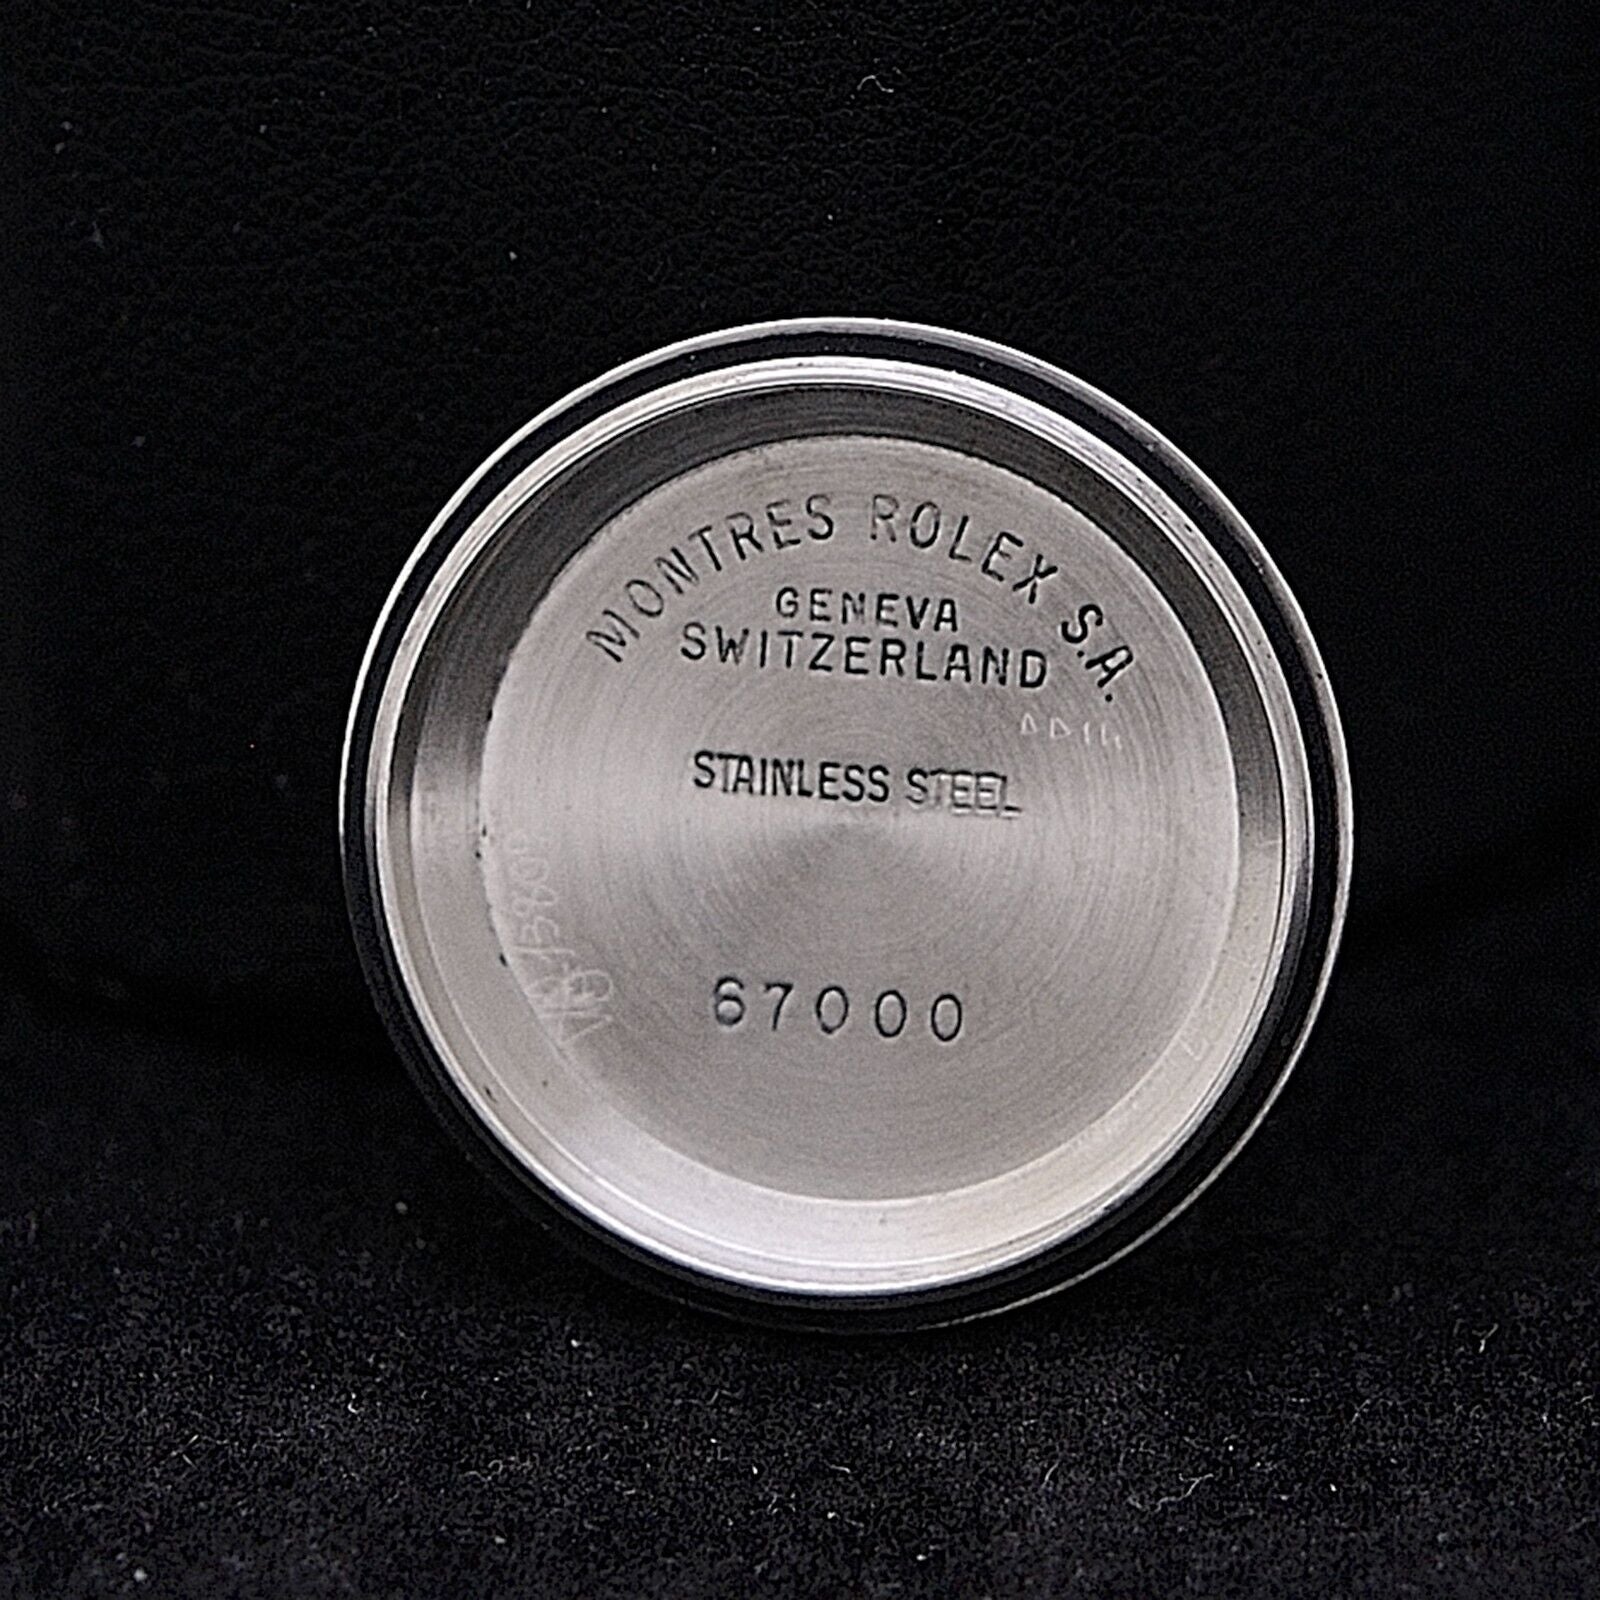 MONTRES ROLEX S.A.
GENEVA
SWITZERLAND
STAINLESS STEEL
67000